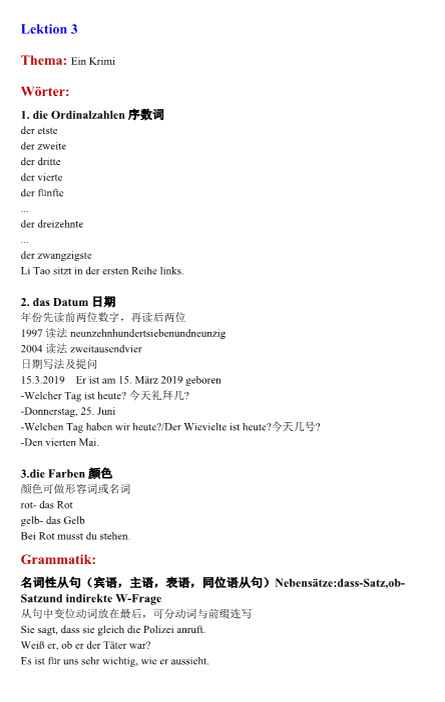 Lektion 3
Thema: Ein Krimi
Wörter:
1. die Ordinalzahlen 序数词
der etste
der zweite
der dritte
der vierte
der fünfte
...
der dreizehnte
...
der zwangzigste
Li Tao sitzt in der ersten Reihe links.
2. das Datum 日期
年份先读前两位数字，再读后两位
1997 读法 neunzehnhundertsiebenundneunzig
2004 读法 zweitausendvier
日期写法及提问
15.3.2019 Er ist am 15. März 2019 geboren
-Welcher Tag ist heute? 今天礼拜几?
-Donnerstag, 25. Juni
-Welchen Tag haben wir heute?/Der Wievielte ist heute?今天几号?
-Den vierten Mai.
3.die Farben 颜色
颜色可做形容词或名词
rot- das Rot
gelb- das Gelb
Bei Rot musst du stehen.
Grammatik:
名词性从句（宾语，主语，表语，同位语从句）Nebensätze:dass-Satz,ob-
Satzund indirekte W-Frage
从句中变位动词放在最后，可分动词与前缀连写
Sie sagt, dass sie gleich die Polizei anruft.
Weiß er, ob er der Täter war?
Es ist für uns sehr wichtig, wie er aussieht.